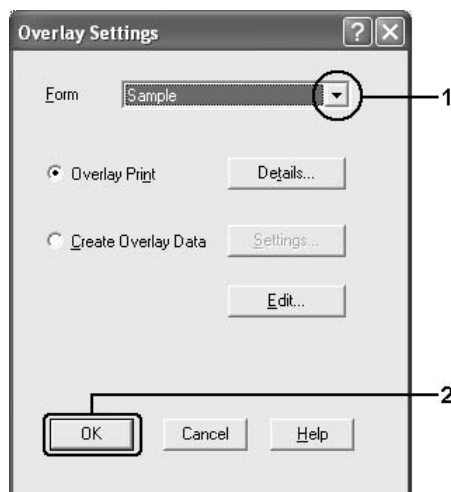 Overlay Settings
Form Sample 1
Overlay Print Details...
Create Overlay Data Settings...
Edit...
2
OK Cancel Help